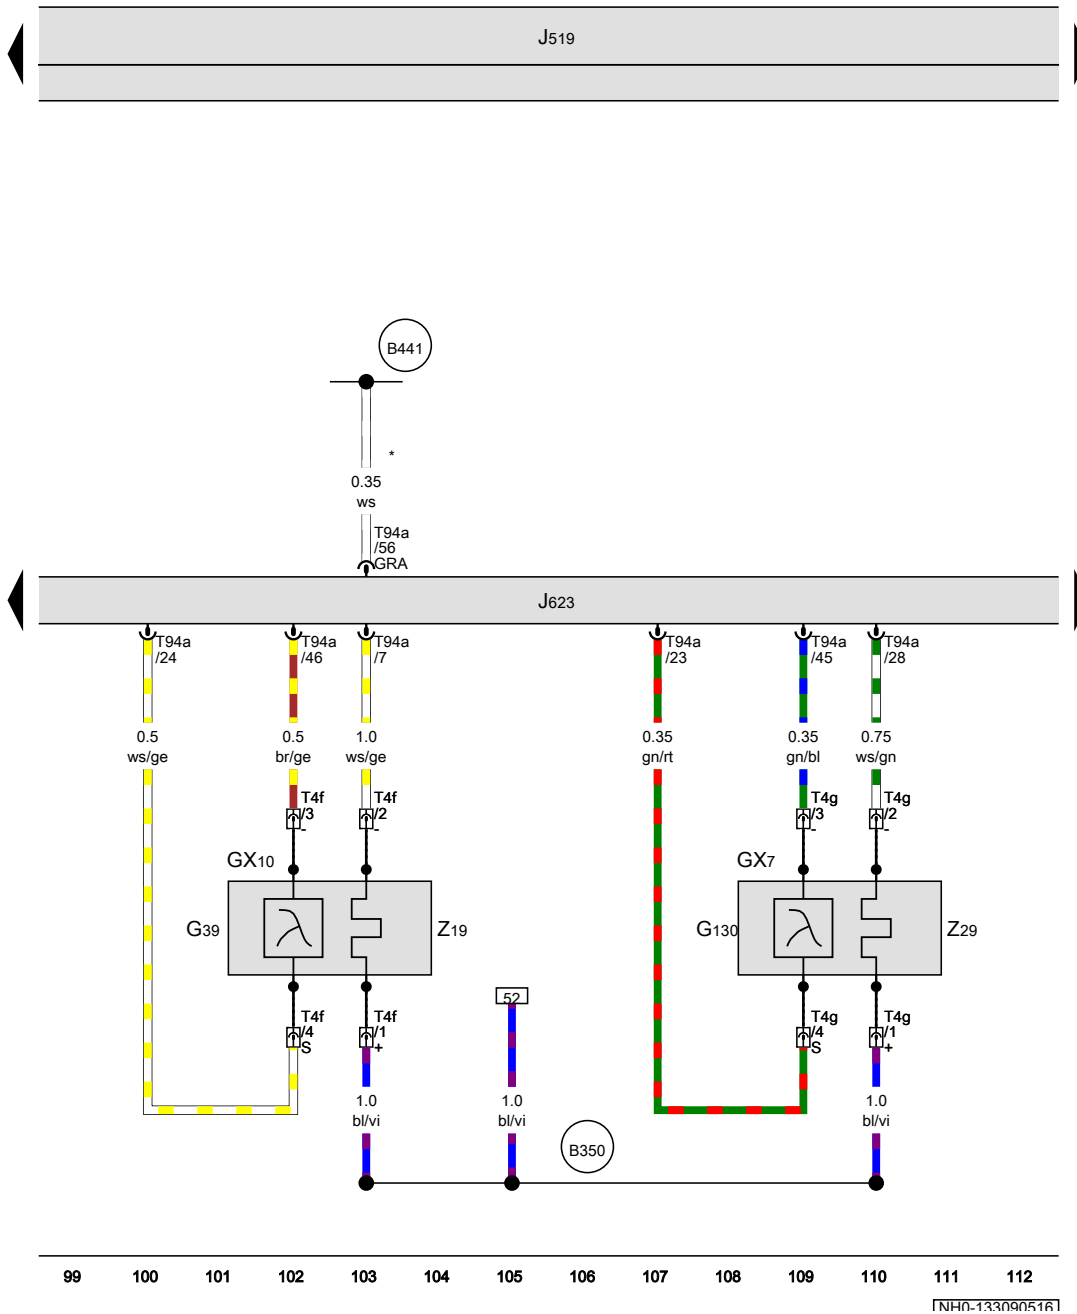 J519
B441
*
0.35
ws
T94a
/56
GRA
J623
T94a
/24
T94a
/46
T94a
/7
T94a
/23
T94a
/45
T94a
/28
0.5
ws/ge
0.5
br/ge
1.0
ws/ge
0.35
gn/rt
0.35
gn/bl
0.75
ws/gn
T4f
/3
-
T4f
/2
-
T4g
/3
-
T4g
/2
-
GX10
GX7
G39
Z19
G130
Z29
52
T4f
/4
S
T4f
/1
+
T4g
/4
S
T4g
/1
+
1.0
bl/vi
1.0
bl/vi
1.0
bl/vi
B350
99 100 101 102 103 104 105 106 107 108 109 110 111 112
NH0-133090516